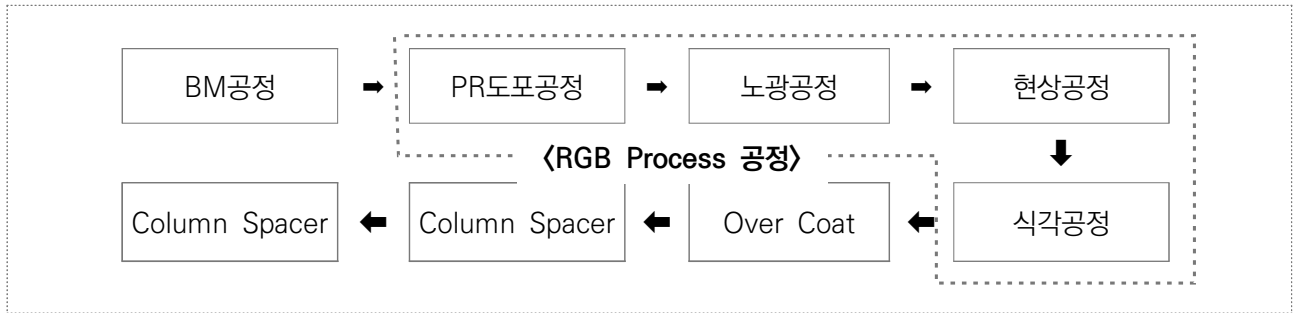 BM공정 ➡ PR도포공정 ➡ 노광공정 ➡ 현상공정
⬇
〈RGB Process 공정〉
Column Spacer ⬅ Column Spacer ⬅ Over Coat ⬅ 식각공정